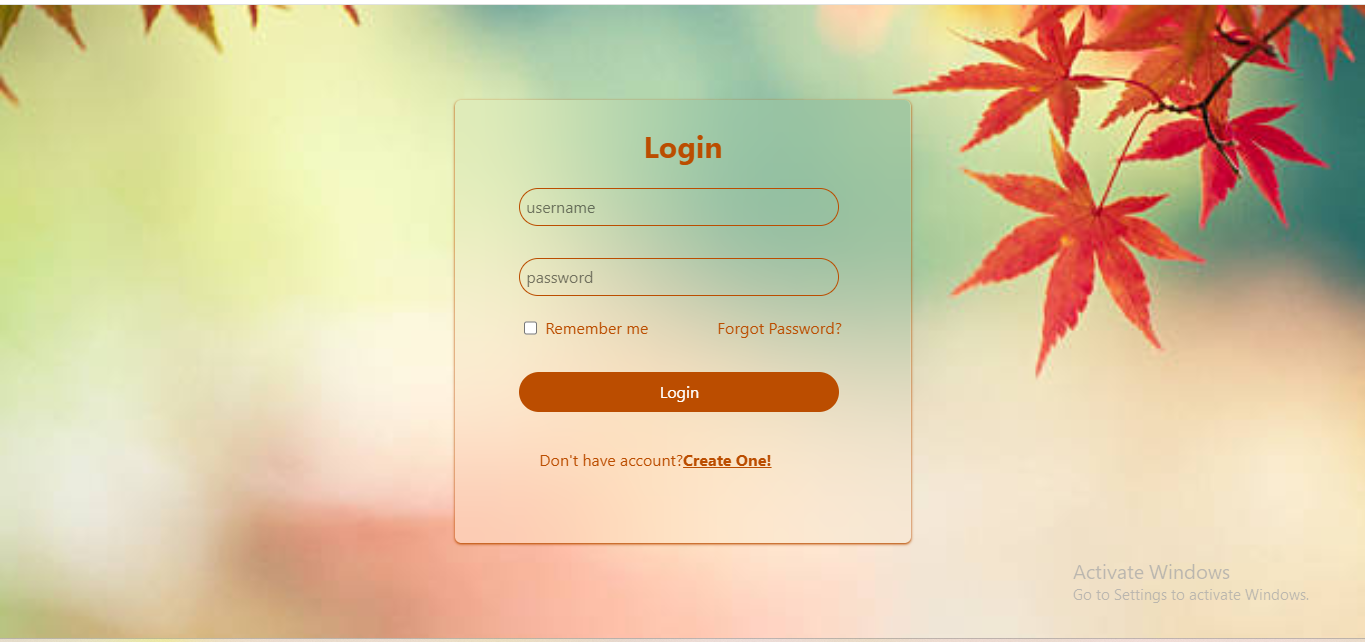 Login
username
password
Remember me Forgot Password?
Login
Don't have account?Create One!
Activate Windows
Go to Settings to activate Windows.